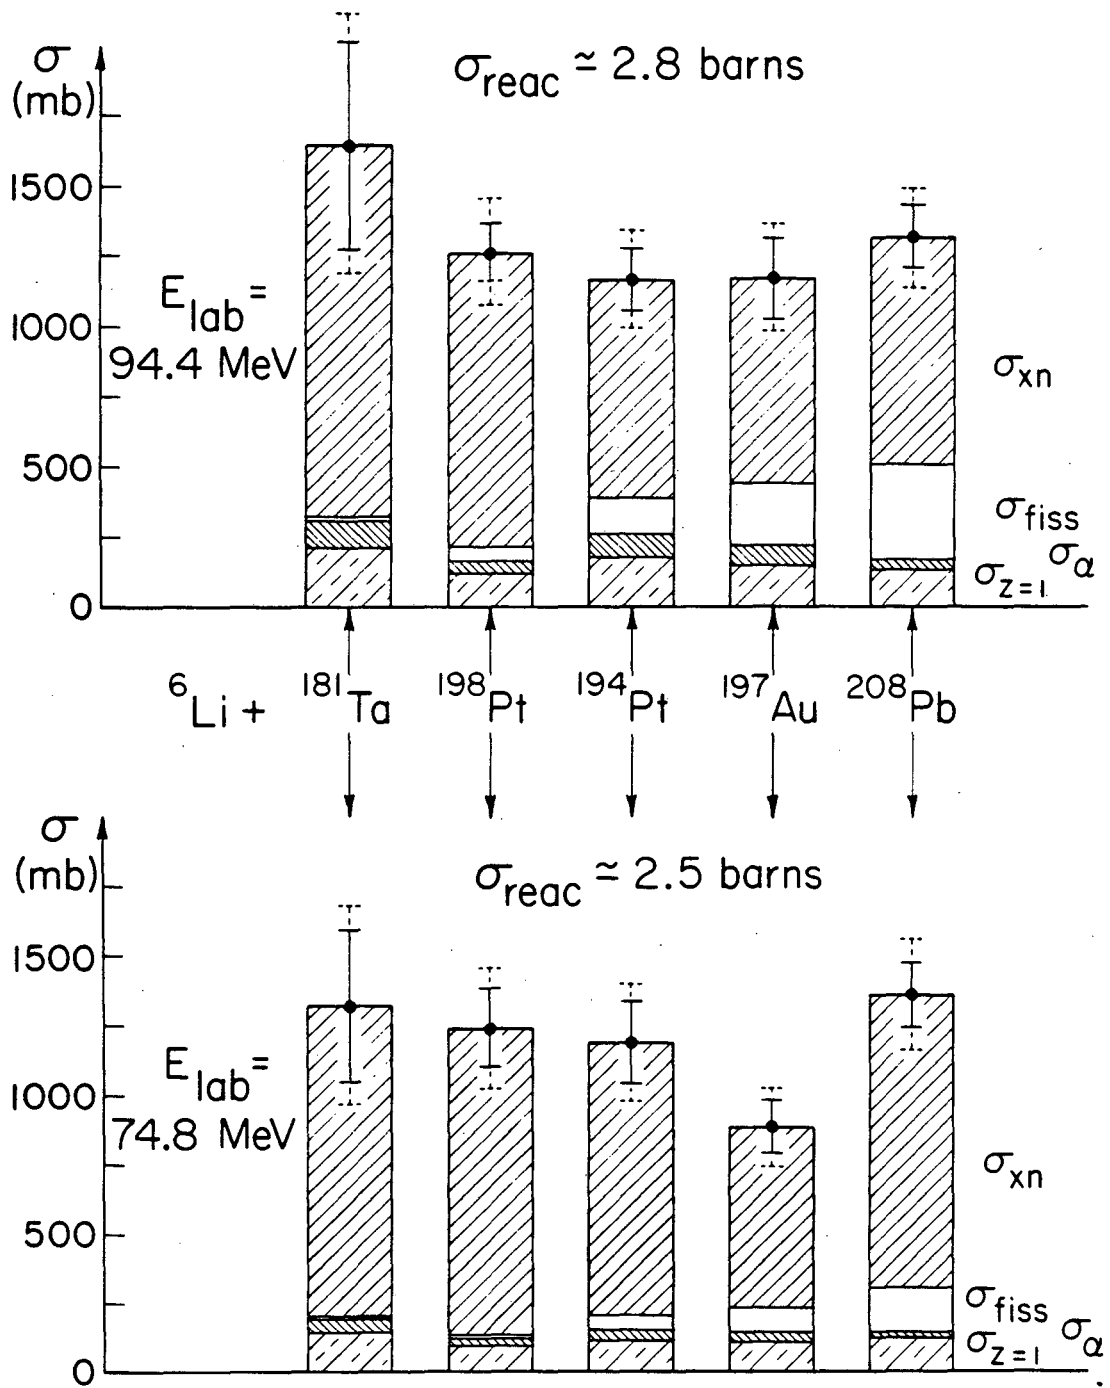 σ
(mb)
σreac ≃ 2.8 barns
1500
Elab =
94.4 MeV
1000
σxn
500
σfiss
σα
σz=1
0
⁶Li + ¹⁸¹Ta ¹⁹⁸Pt ¹⁹⁴Pt ¹⁹⁷Au ²⁰⁸Pb
σ
(mb)
σreac ≃ 2.5 barns
1500
Elab =
74.8 MeV
1000
σxn
500
σfiss
σα
σz=1
0